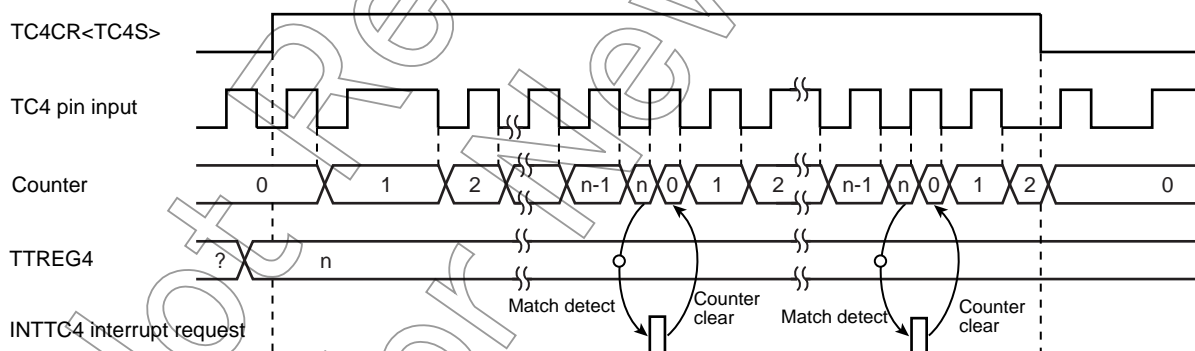 TC4CR<TC4S>
TC4 pin input
Counter 0 1 2 n-1 n 0 1 2 n-1 n 0 1 2 0
TTREG4 ? n
Match detect Counter clear Match detect Counter clear
INTTC4 interrupt request